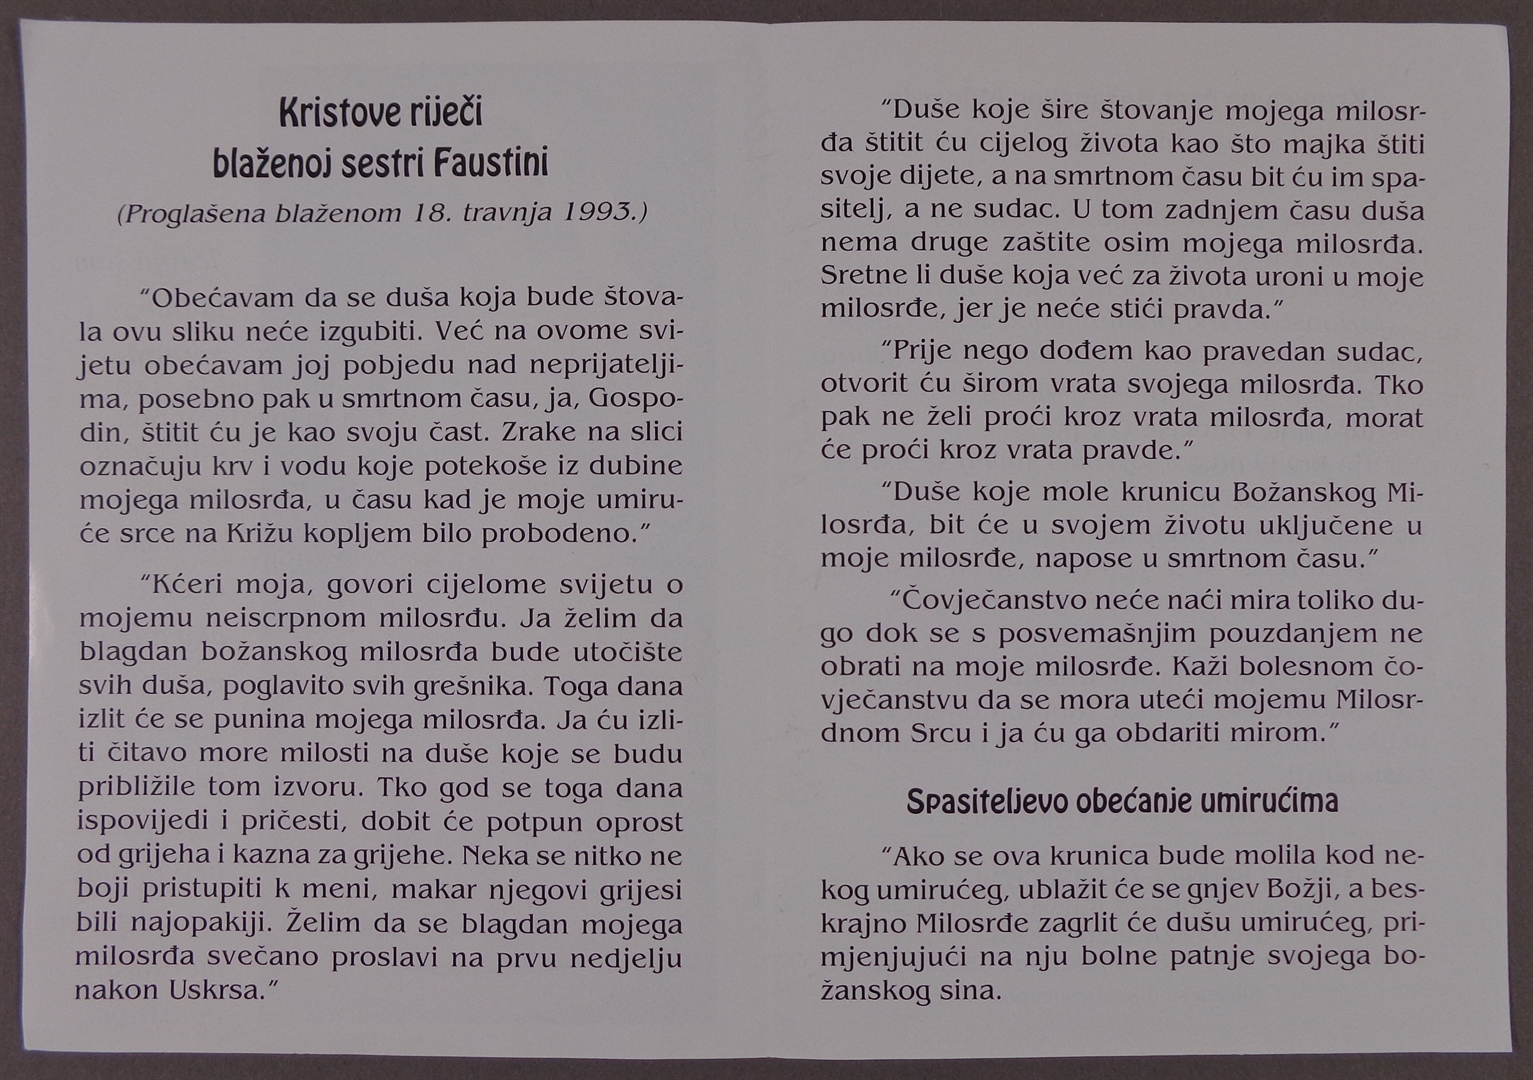 Kristove riječi
blaženoj sestri Faustini
(Proglašena blaženom 18. travnja 1993.)
"Obećavam da se duša koja bude štova-
la ovu sliku neće izgubiti. Već na ovome svi-
jetu obećavam joj pobjedu nad neprijatelji-
ma, posebno pak u smrtnom času, ja, Gospo-
din, štitit ću je kao svoju čast. Zrake na slici
označuju krv i vodu koje potekoše iz dubine
mojega milosrđa, u času kad je moje umiru-
će srce na Križu kopljem bilo probodeno."
"Kćeri moja, govori cijelome svijetu o
mojemu neiscrpnom milosrđu. Ja želim da
blagdan božanskog milosrđa bude utočište
svih duša, poglavito svih grešnika. Toga dana
izlit će se punina mojega milosrđa. Ja ću izli-
ti čitavo more milosti na duše koje se budu
približile tom izvoru. Tko god se toga dana
ispovijedi i pričesti, dobit će potpun oprost
od grijeha i kazna za grijehe. Neka se nitko ne
boji pristupiti k meni, makar njegovi grijesi
bili najopakiji. Želim da se blagdan mojega
milosrđa svečano proslavi na prvu nedjelju
nakon Uskrsa."
"Duše koje šire štovanje mojega milosr-
đa štitit ću cijelog života kao što majka štiti
svoje dijete, a na smrtnom času bit ću im spa-
sitelj, a ne sudac. U tom zadnjem času duša
nema druge zaštite osim mojega milosrđa.
Sretne li duše koja već za života uroni u moje
milosrđe, jer je neće stići pravda."
"Prije nego dođem kao pravedan sudac,
otvorit ću širom vrata svojega milosrđa. Tko
pak ne želi proći kroz vrata milosrđa, morat
će proći kroz vrata pravde."
"Duše koje mole krunicu Božanskog Mi-
losrđa, bit će u svojem životu uključene u
moje milosrđe, napose u smrtnom času."
"Čovječanstvo neće naći mira toliko du-
go dok se s posvemašnjim pouzdanjem ne
obrati na moje milosrđe. Kaži bolesnom čo-
vječanstvu da se mora uteći mojemu Milosr-
dnom Srcu i ja ću ga obdariti mirom."
Spasiteljevo obećanje umirućima
"Ako se ova krunica bude molila kod ne-
kog umirućeg, ublažit će se gnjev Božji, a bes-
krajno Milosrđe zagrlit će dušu umirućeg, pri-
mjenjujući na nju bolne patnje svojega bo-
žanskog sina.